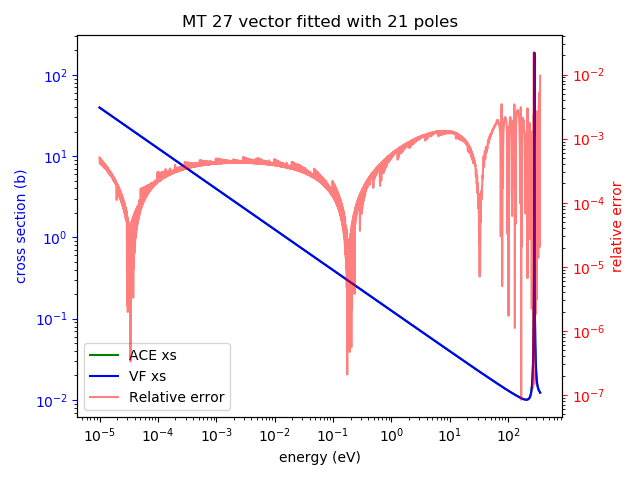 MT 27 vector fitted with 21 poles
cross section (b)
10²
10¹
10⁰
10⁻¹
10⁻²
relative error
10⁻²
10⁻³
10⁻⁴
10⁻⁵
10⁻⁶
10⁻⁷
ACE xs
VF xs
Relative error
10⁻⁵ 10⁻⁴ 10⁻³ 10⁻² 10⁻¹ 10⁰ 10¹ 10²
energy (eV)